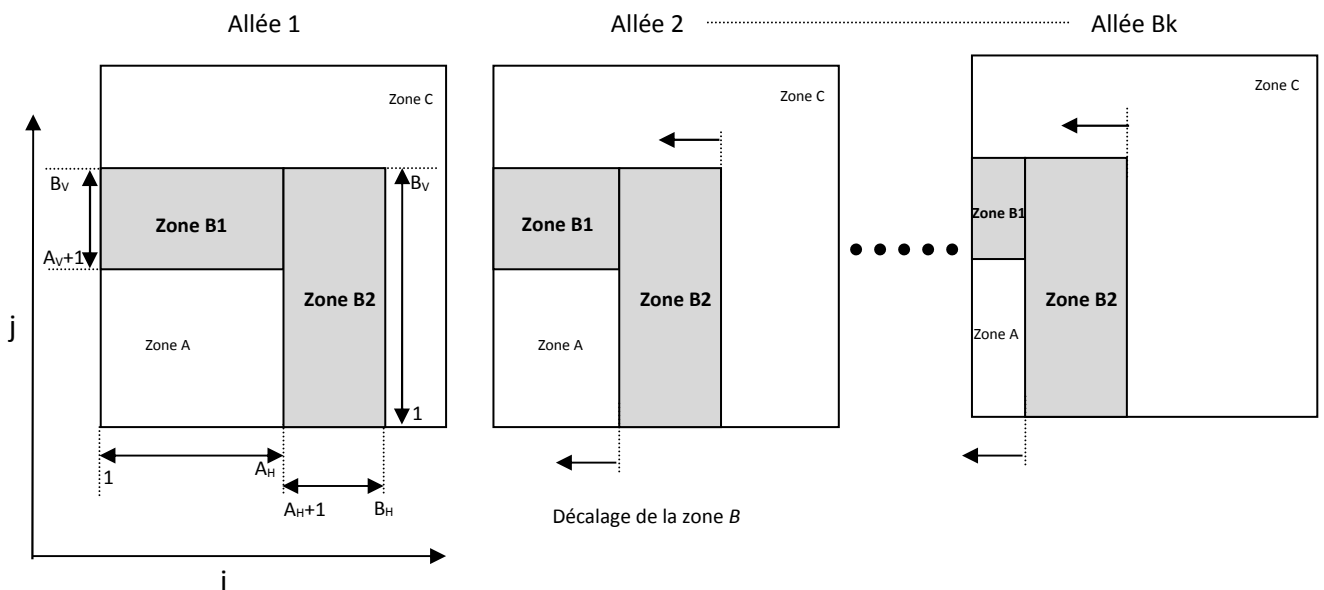 Allée 1
Allée 2
Allée Bk
Zone C
Zone C
Zone C
BV
BV
Zone B1
AV+1
Zone B2
Zone A
1
j
1
AH
AH+1
BH
i
Zone B1
Zone B2
Zone A
Zone B1
Zone B2
Zone A
Décalage de la zone B